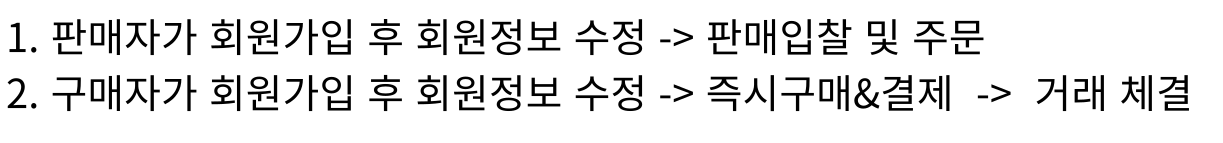 1. 판매자가 회원가입 후 회원정보 수정 -> 판매입찰 및 주문
2. 구매자가 회원가입 후 회원정보 수정 -> 즉시구매&결제 -> 거래 체결